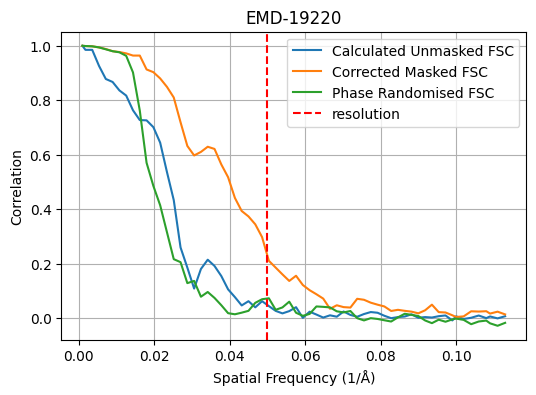 EMD-19220
Calculated Unmasked FSC
Corrected Masked FSC
Phase Randomised FSC
resolution
Correlation
1.0
0.8
0.6
0.4
0.2
0.0
0.00 0.02 0.04 0.06 0.08 0.10
Spatial Frequency (1/Å)